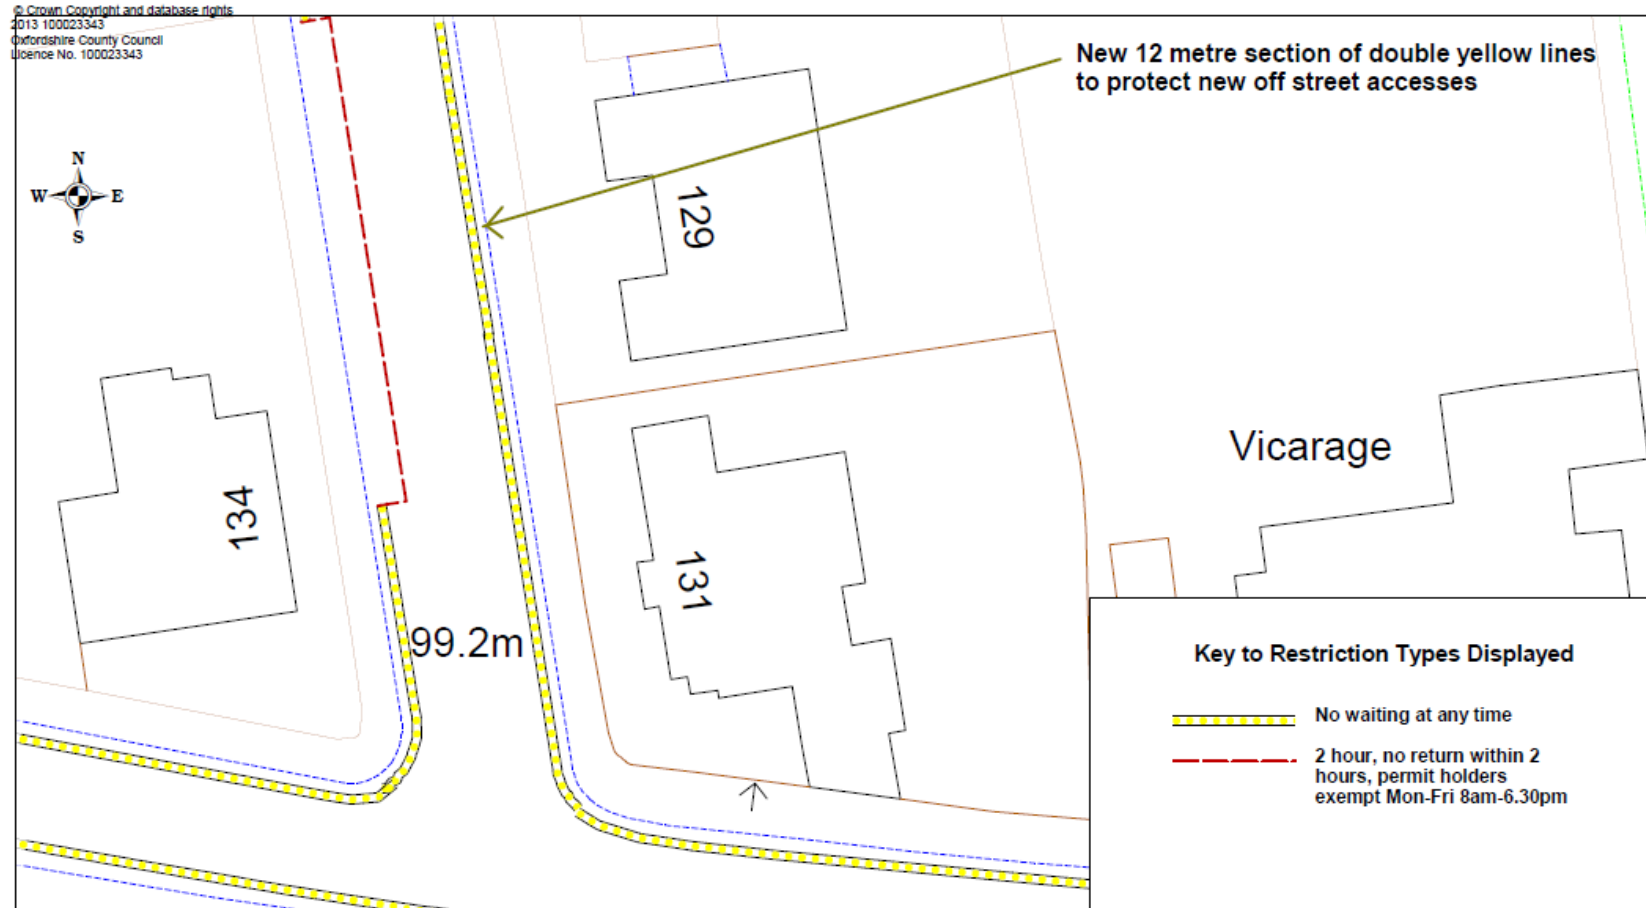 © Crown Copyright and database rights
2013 100023343
Oxfordshire County Council
Licence No. 100023343
New 12 metre section of double yellow lines
to protect new off street accesses
N
W E
S
129
134
131
99.2m
Vicarage
Key to Restriction Types Displayed
No waiting at any time
2 hour, no return within 2
hours, permit holders
exempt Mon-Fri 8am-6.30pm